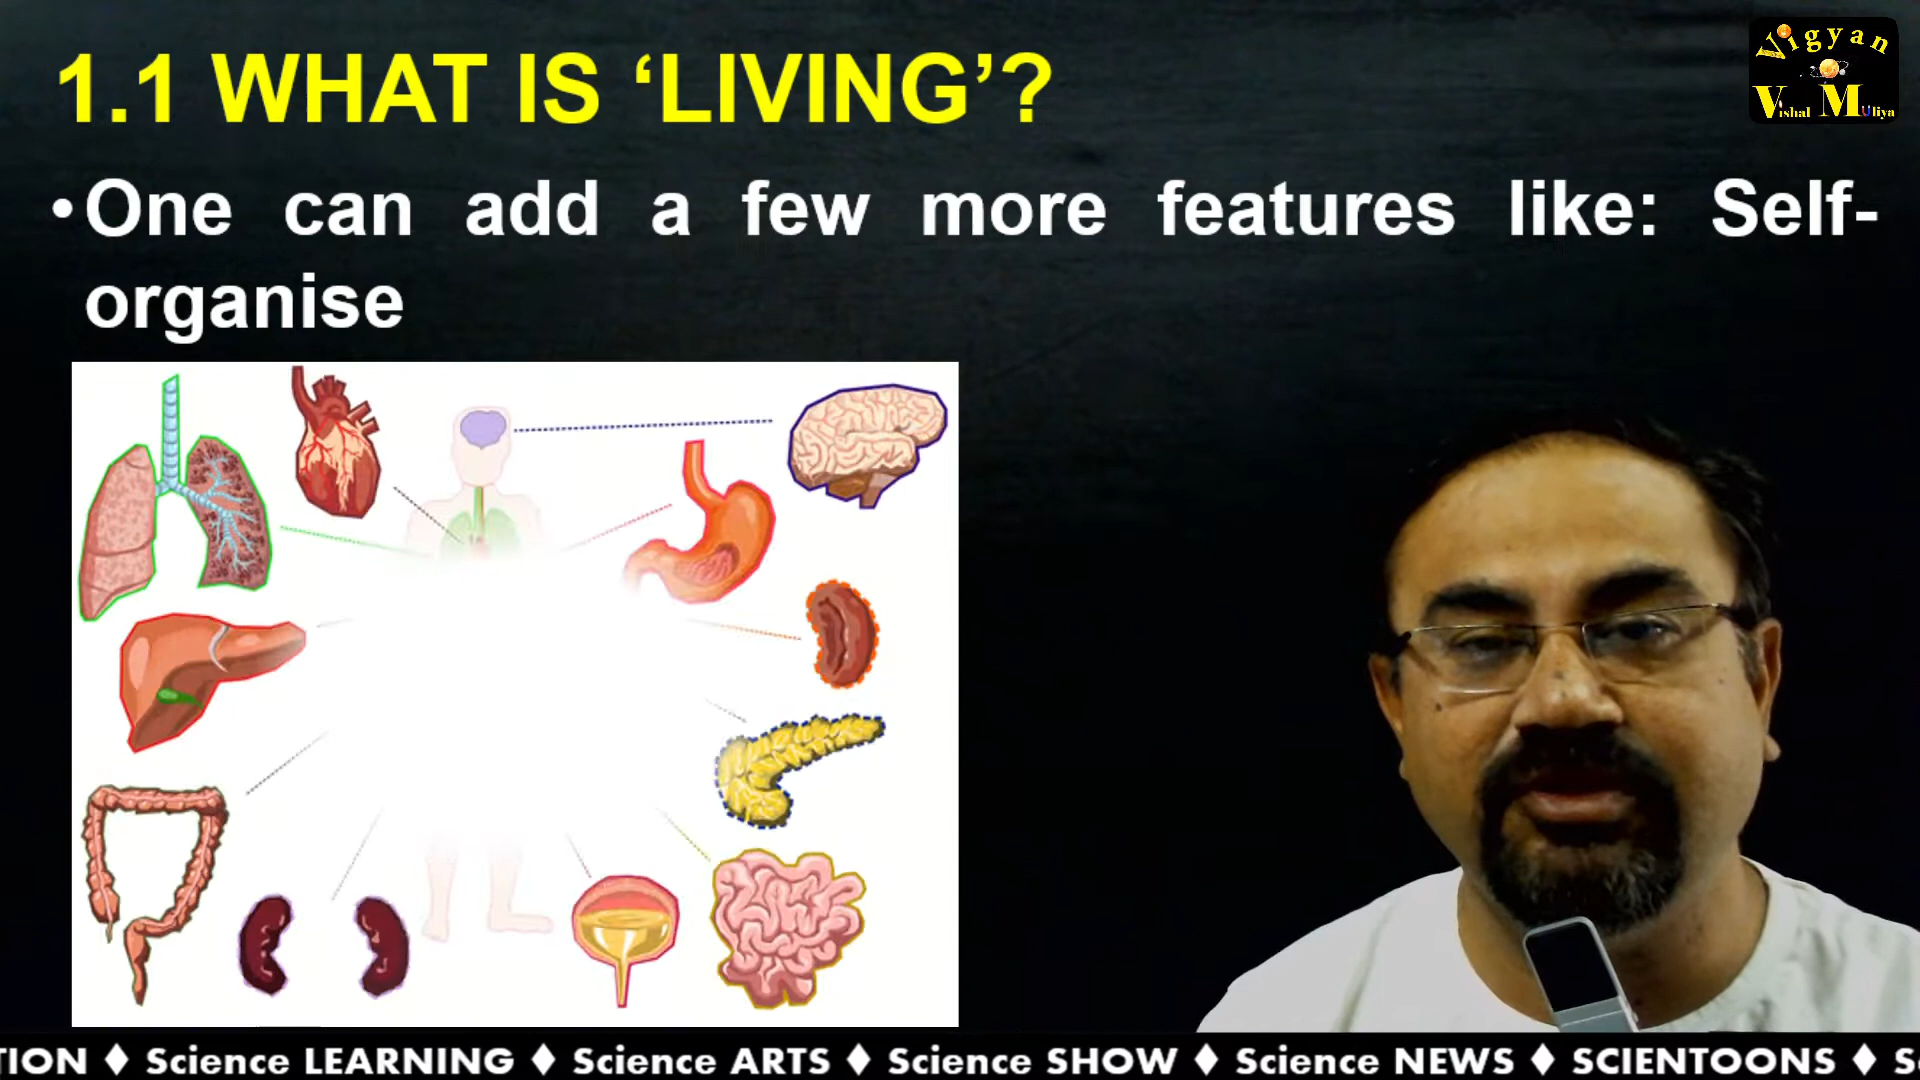 1.1 WHAT IS ‘LIVING’?
Vigyan
Vishal Muliya
•One can add a few more features like: Self-
organise
TION ♦ Science LEARNING ♦ Science ARTS ♦ Science SHOW ♦ Science NEWS ♦ SCIENTOONS ♦ S